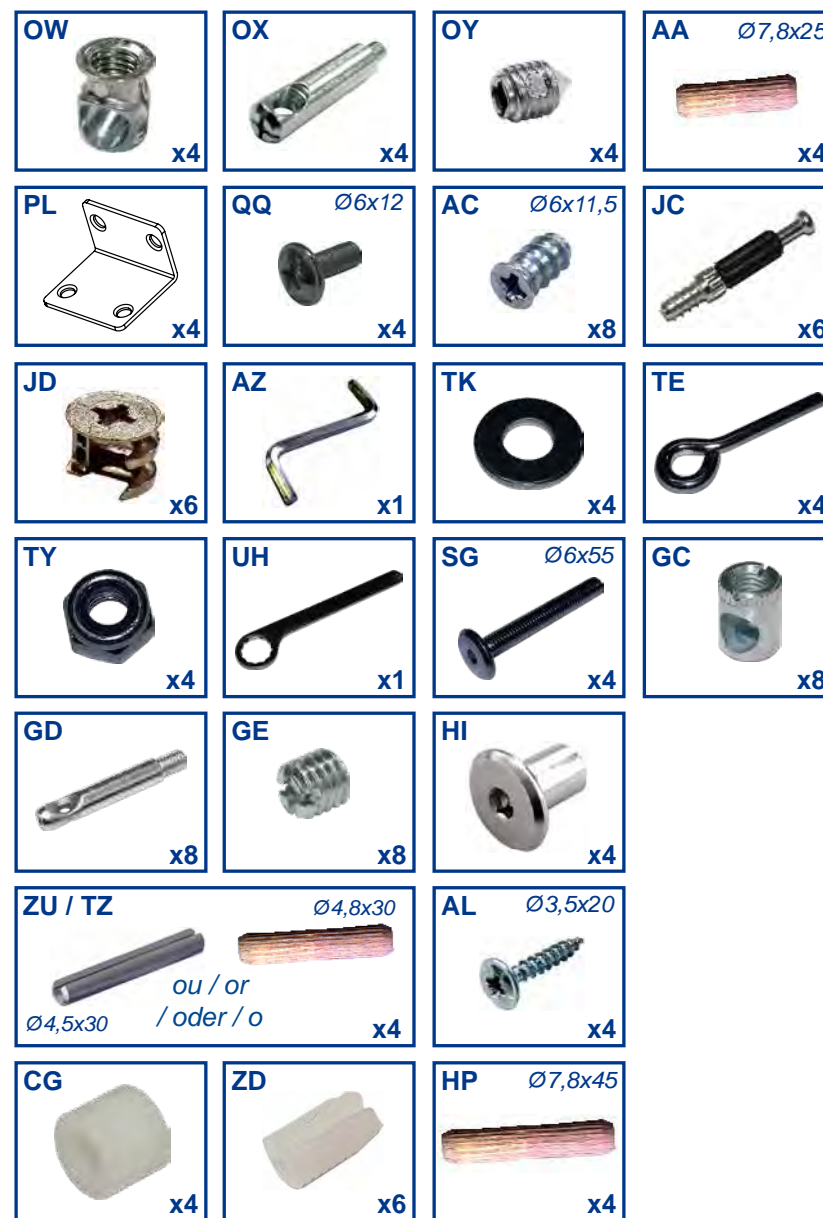 OW
x4
OX
x4
OY
x4
AA Ø7,8x25
x4
PL
x4
QQ Ø6x12
x4
AC Ø6x11,5
x8
JC
x6
JD
x6
AZ
x1
TK
x4
TE
x4
TY
x4
UH
x1
SG Ø6x55
x4
GC
x8
GD
x8
GE
x8
HI
x4
ZU / TZ Ø4,8x30
ou / or
Ø4,5x30 / oder / o
x4
AL Ø3,5x20
x4
CG
x4
ZD
x6
HP Ø7,8x45
x4